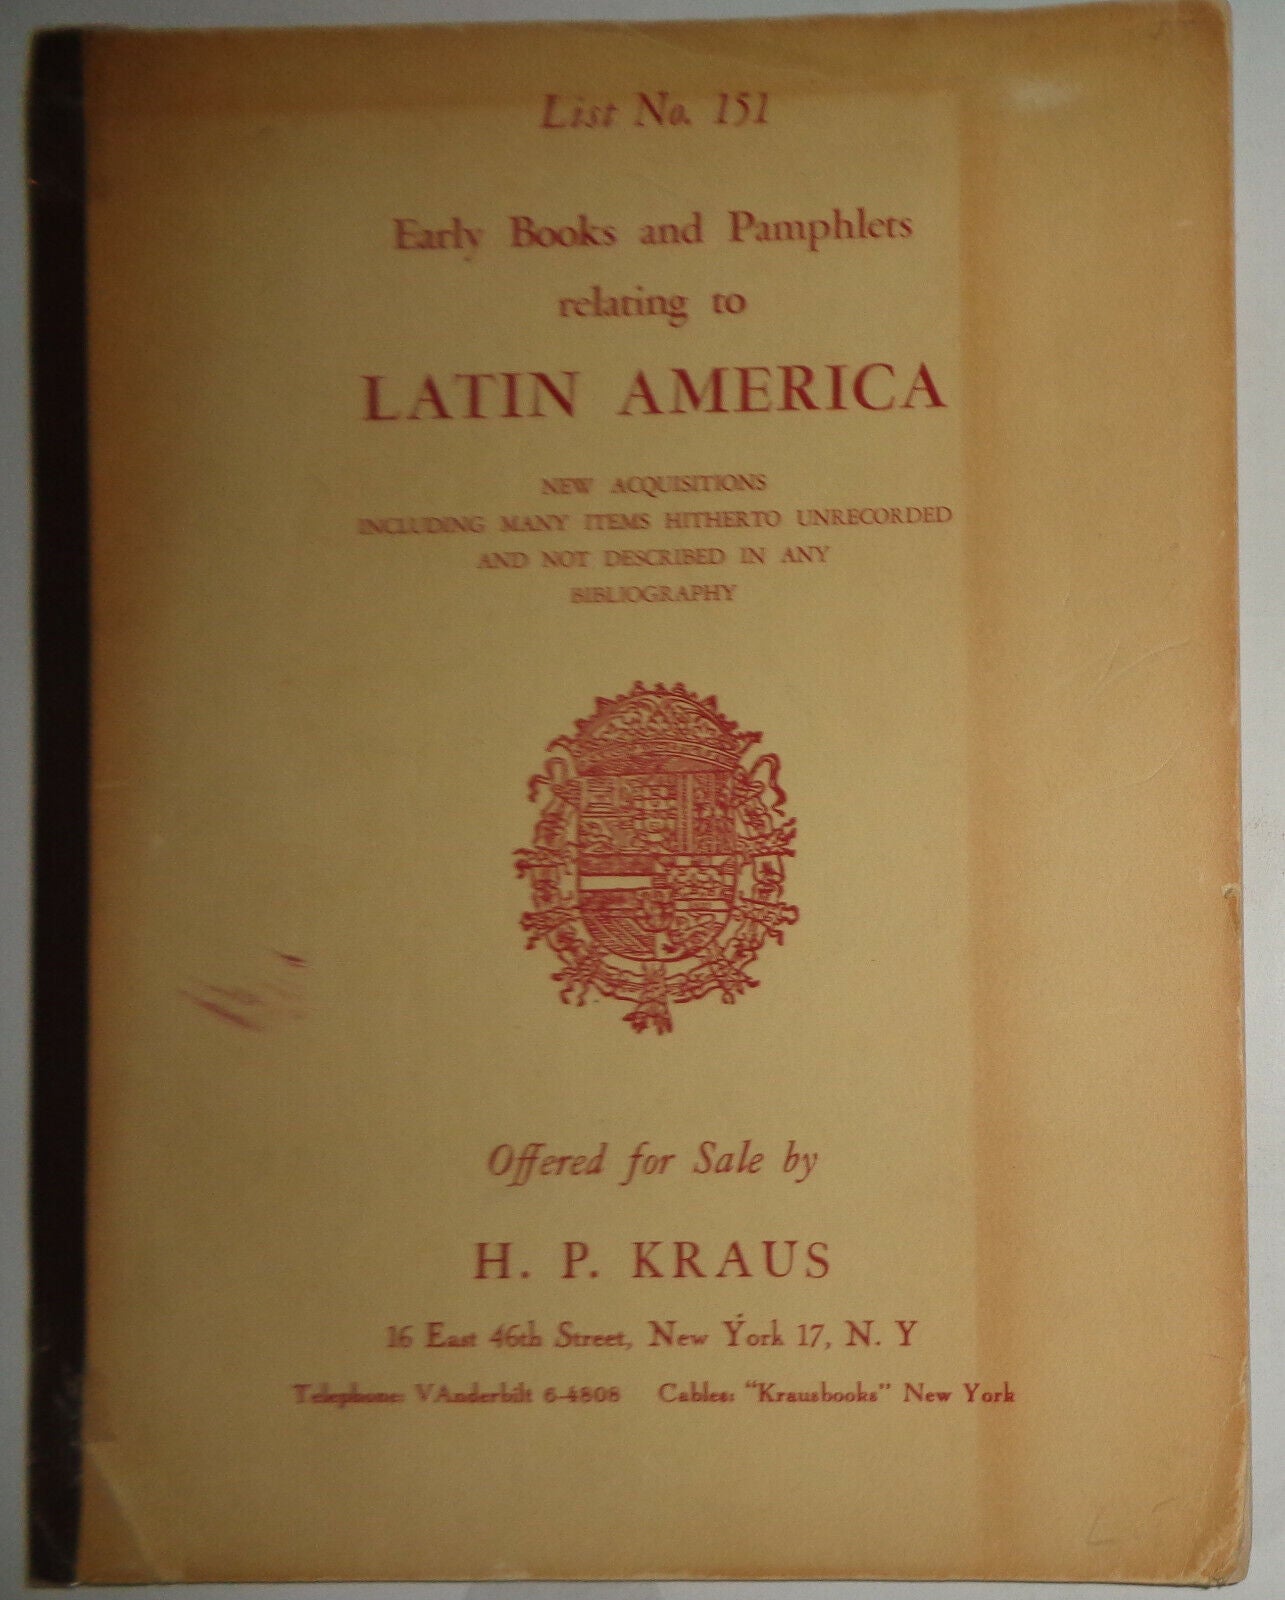 List No. 151
Early Books and Pamphlets
relating to
LATIN AMERICA
NEW ACQUISITIONS
INCLUDING MANY ITEMS HITHERTO UNRECORDED
AND NOT DESCRIBED IN ANY
BIBLIOGRAPHY
Offered for Sale by
H. P. KRAUS
16 East 46th Street, New York 17, N. Y
Telephone: VAnderbilt 6-4808 Cables: "Krausbooks" New York